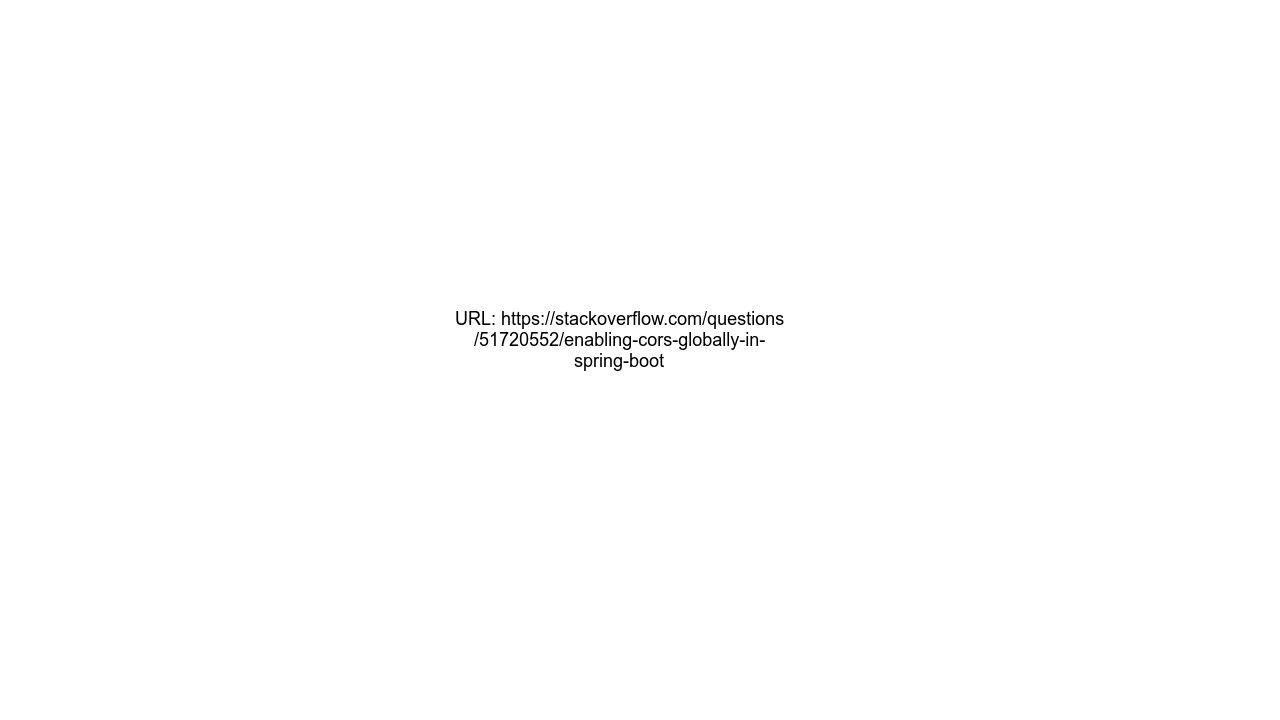 URL: https://stackoverflow.com/questions
/51720552/enabling-cors-globally-in-
spring-boot